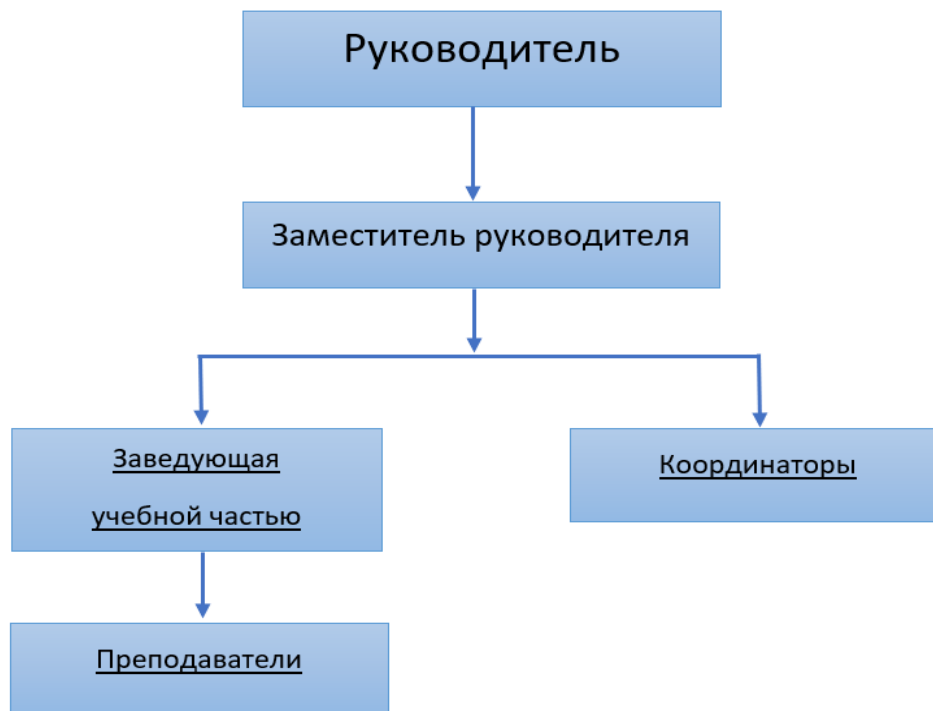 Руководитель
Заместитель руководителя
Заведующая
учебной частью
Координаторы
Преподаватели